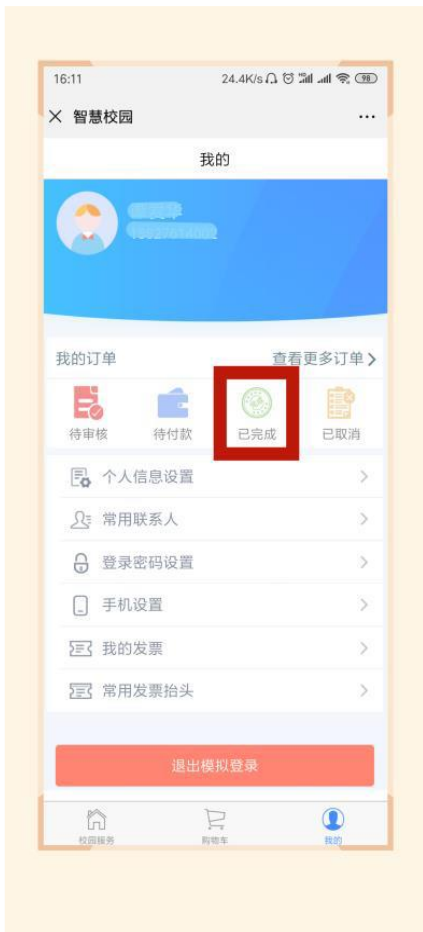 16:11 24.4K/s 98
智慧校园 ...
我的
我的订单 查看更多订单
待审核 待付款 已完成 已取消
个人信息设置
常用联系人
登录密码设置
手机设置
我的发票
常用发票抬头
退出模拟登录
校园服务 购物车 我的